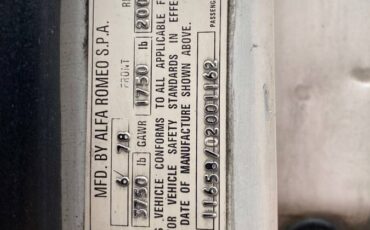 MFD. BY ALFA ROMEO S.P.A.
6 78
FRONT
3750 lb GAWR 1750 lb 200
VEHICLE CONFORMS TO ALL APPLICABLE
OR VEHICLE SAFETY STANDARDS IN EFFE
DATE OF MANUFACTURE SHOWN ABOVE.
11658/02001162
PASSENG